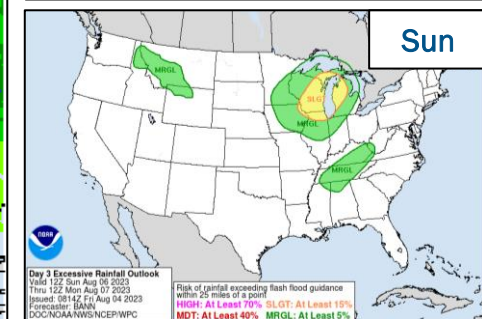 Sun
MRGL
SLGT
MRGL
MRGL
NOAA
Day 3 Excessive Rainfall Outlook
Valid 12Z Sun Aug 06 2023
Thru 12Z Mon Aug 07 2023
Issued: 0814Z Fri Aug 04 2023
Forecaster: BANN
DOC/NOAA/NWS/NCEP/WPC
Risk of rainfall exceeding flash flood guidance
within 25 miles of a point
HIGH: At Least 70% SLGT: At Least 15%
MDT: At Least 40% MRGL: At Least 5%